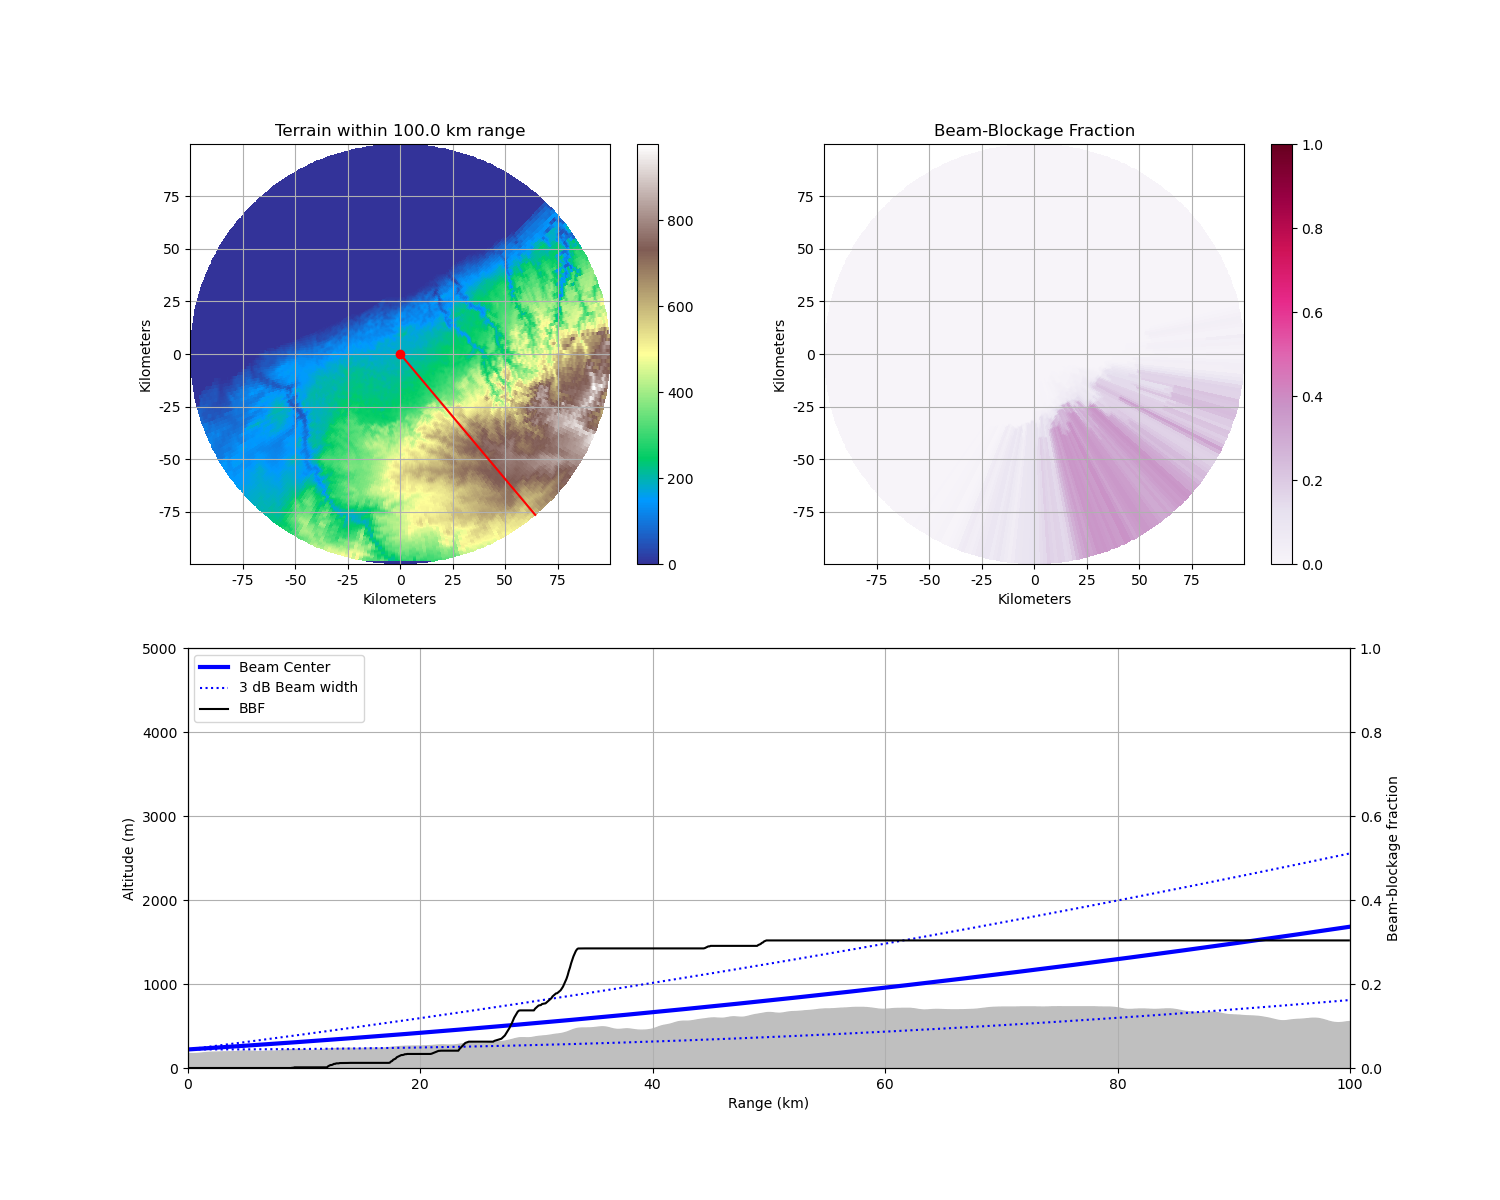 Terrain within 100.0 km range
75
50
25
0
-25
-50
-75
Kilometers
-75 -50 -25 0 25 50 75
Kilometers
800
600
400
200
0
Beam-Blockage Fraction
75
50
25
0
-25
-50
-75
Kilometers
-75 -50 -25 0 25 50 75
Kilometers
1.0
0.8
0.6
0.4
0.2
0.0
5000
4000
3000
2000
1000
0
Altitude (m)
Beam Center
3 dB Beam width
BBF
1.0
0.8
0.6
0.4
0.2
0.0
Beam-blockage fraction
0 20 40 60 80 100
Range (km)